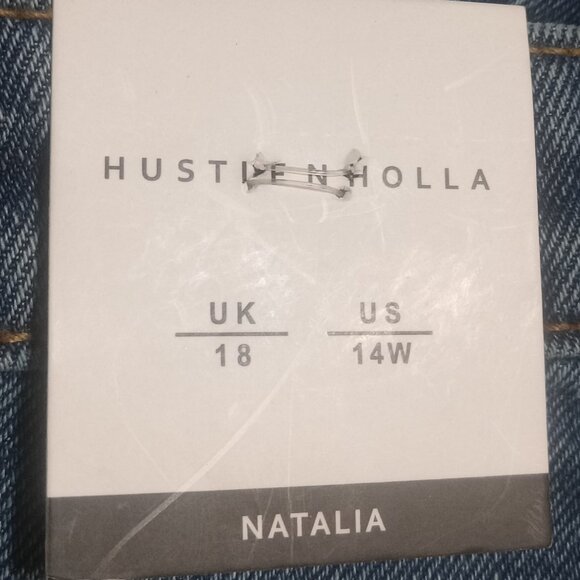 HUSTLE N HOLLA
UK US
18 14W
NATALIA